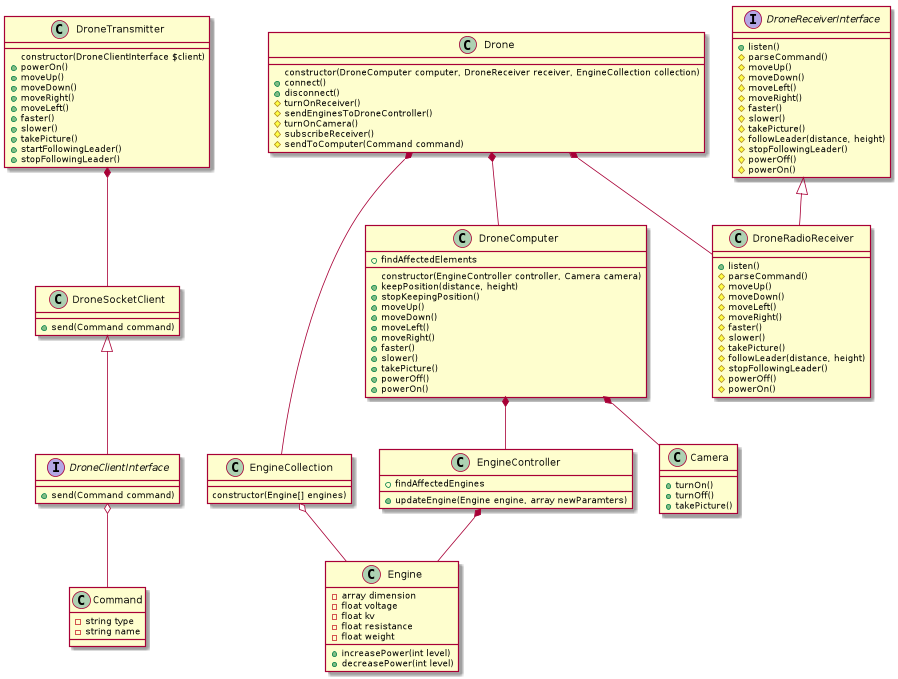 C DroneTransmitter
constructor(DroneClientInterface $client)
powerOn()
moveUp()
moveDown()
moveRight()
moveLeft()
faster()
slower()
takePicture()
startFollowingLeader()
stopFollowingLeader()
C Drone
constructor(DroneComputer computer, DroneReceiver receiver, EngineCollection collection)
connect()
disconnect()
turnOnReceiver()
sendEnginesToDroneController()
turnOnCamera()
subscribeReceiver()
sendToComputer(Command command)
I DroneReceiverInterface
listen()
parseCommand()
moveUp()
moveDown()
moveLeft()
moveRight()
faster()
slower()
takePicture()
followLeader(distance, height)
stopFollowingLeader()
powerOff()
powerOn()
C DroneSocketClient
send(Command command)
C DroneComputer
findAffectedElements
constructor(EngineController controller, Camera camera)
keepPosition(distance, height)
stopKeepingPosition()
moveUp()
moveDown()
moveLeft()
moveRight()
faster()
slower()
takePicture()
powerOff()
powerOn()
C DroneRadioReceiver
listen()
parseCommand()
moveUp()
moveDown()
moveLeft()
moveRight()
faster()
slower()
takePicture()
followLeader(distance, height)
stopFollowingLeader()
powerOff()
powerOn()
I DroneClientInterface
send(Command command)
C EngineCollection
constructor(Engine[] engines)
C EngineController
findAffectedEngines
updateEngine(Engine engine, array newParamters)
C Camera
turnOn()
turnOff()
takePicture()
C Command
string type
string name
C Engine
array dimension
float voltage
float kv
float resistance
float weight
increasePower(int level)
decreasePower(int level)